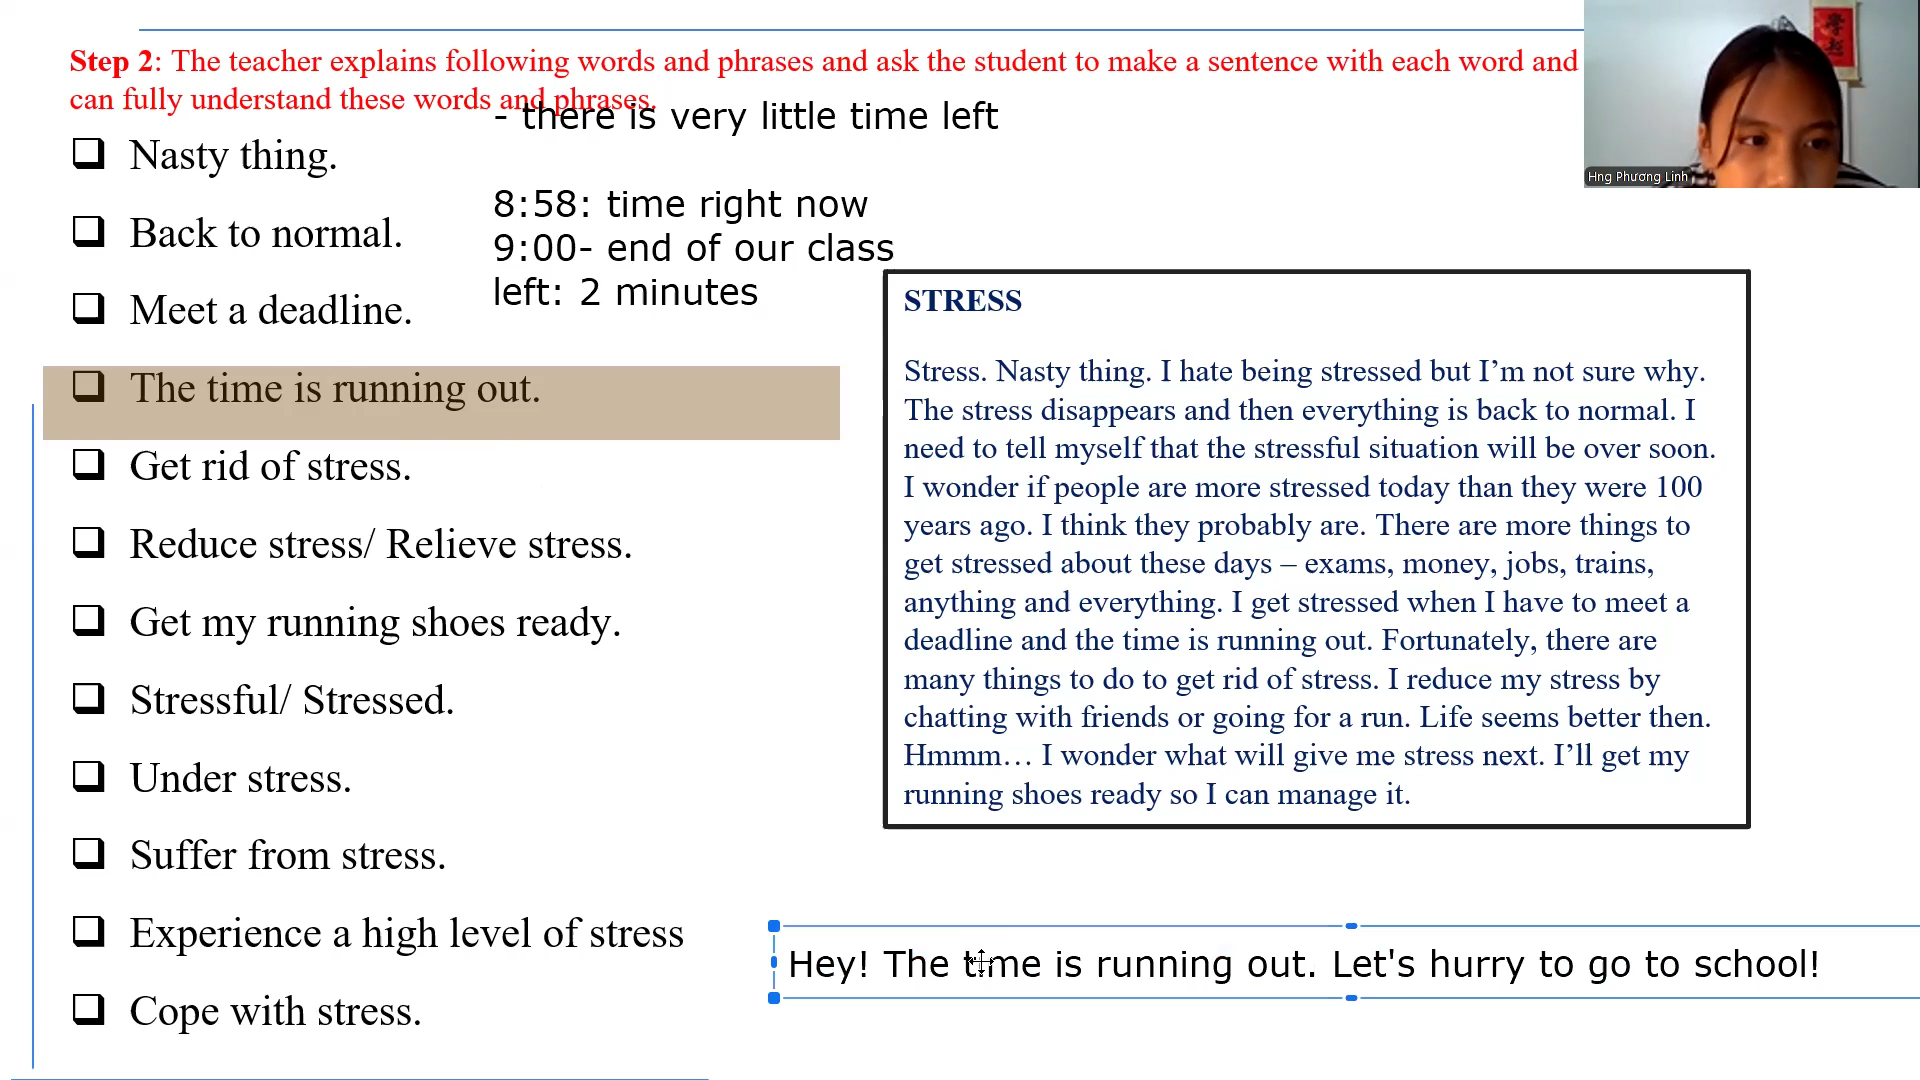 Step 2: The teacher explains following words and phrases and ask the student to make a sentence with each word and
can fully understand these words and phrases.
- there is very little time left
Nasty thing.
8:58: time right now
Back to normal.
9:00- end of our class
left: 2 minutes
Meet a deadline.
The time is running out.
Get rid of stress.
Reduce stress/ Relieve stress.
Get my running shoes ready.
Stressful/ Stressed.
Under stress.
Suffer from stress.
Experience a high level of stress
Cope with stress.
STRESS
Stress. Nasty thing. I hate being stressed but I’m not sure why.
The stress disappears and then everything is back to normal. I
need to tell myself that the stressful situation will be over soon.
I wonder if people are more stressed today than they were 100
years ago. I think they probably are. There are more things to
get stressed about these days – exams, money, jobs, trains,
anything and everything. I get stressed when I have to meet a
deadline and the time is running out. Fortunately, there are
many things to do to get rid of stress. I reduce my stress by
chatting with friends or going for a run. Life seems better then.
Hmmm… I wonder what will give me stress next. I’ll get my
running shoes ready so I can manage it.
Hey! The time is running out. Let's hurry to go to school!
Hng Phương Linh